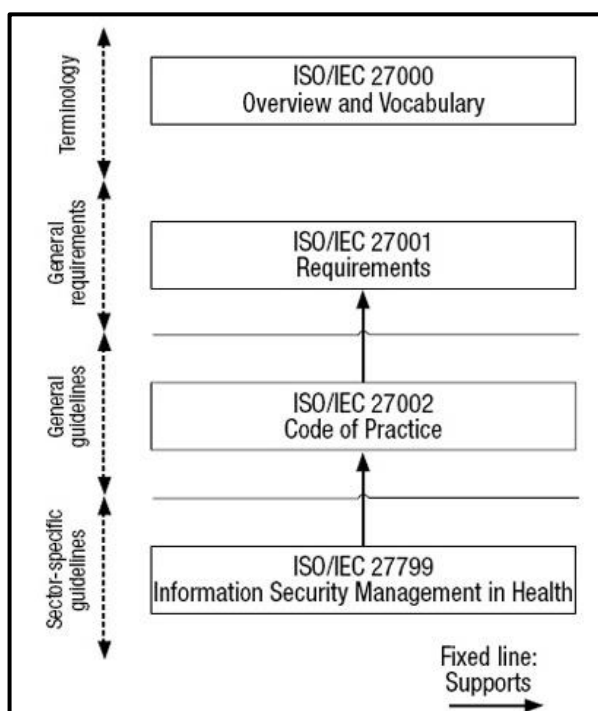 Terminology
ISO/IEC 27000
Overview and Vocabulary
General
requirements
ISO/IEC 27001
Requirements
General
guidelines
ISO/IEC 27002
Code of Practice
Sector-specific
guidelines
ISO/IEC 27799
Information Security Management in Health
Fixed line:
Supports